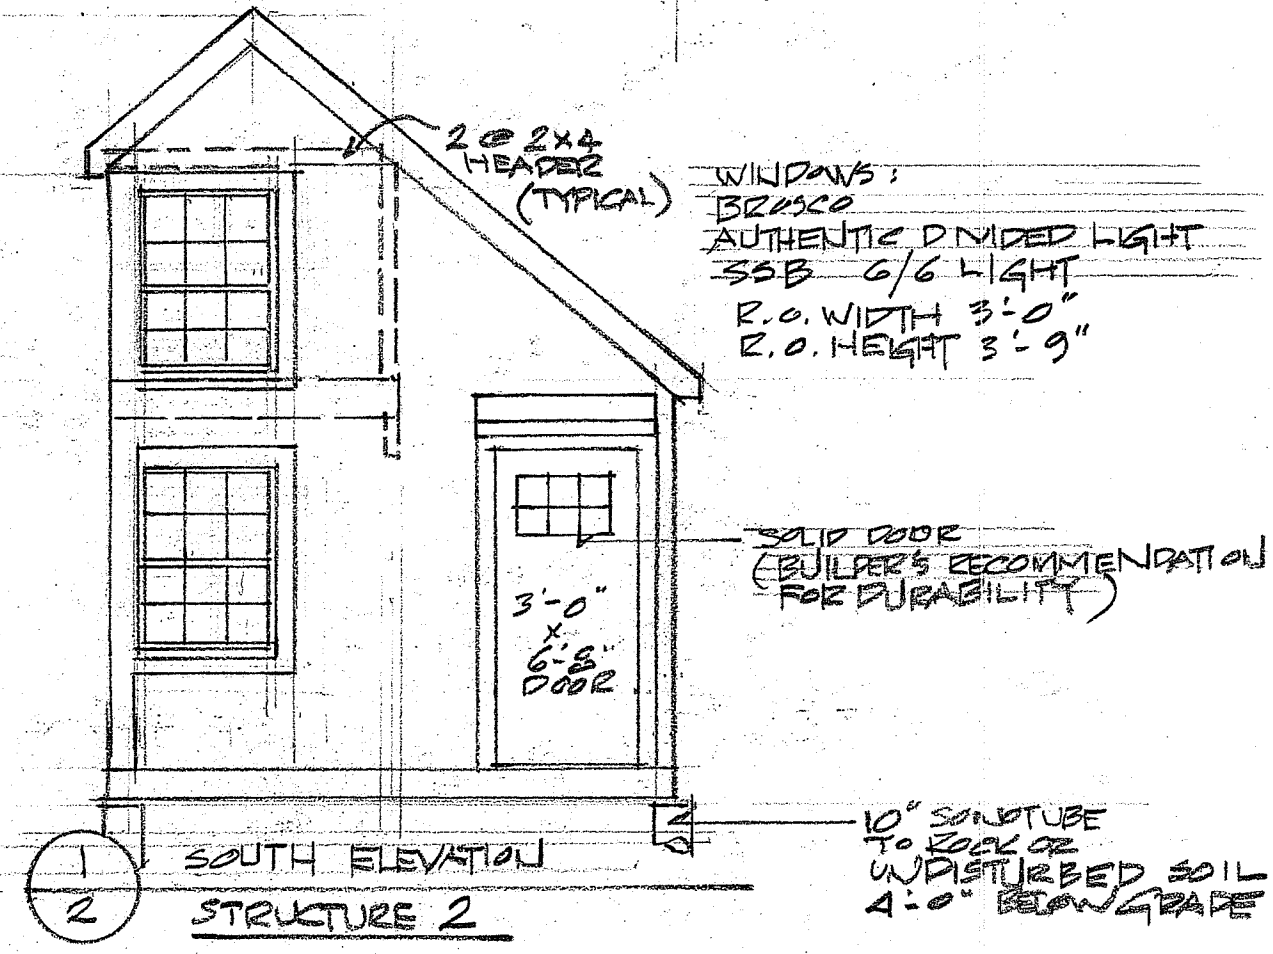 2 @ 2x4
HEADER
(TYPICAL)
WINDOWS:
BROSCO
AUTHENTIC DIVIDED LIGHT
SSB 6/6 LIGHT
R.O. WIDTH 3'-0"
R.O. HEIGHT 3'-9"
SOLID DOOR
(BUILDER'S RECOMMENDATION
FOR DURABILITY)
3'-0"
x
6'-8"
DOOR
10" SONOTUBE
TO ROCK OR
UNDISTURBED SOIL
4'-0" BELOW GRADE
1
2
SOUTH ELEVATION
STRUCTURE 2